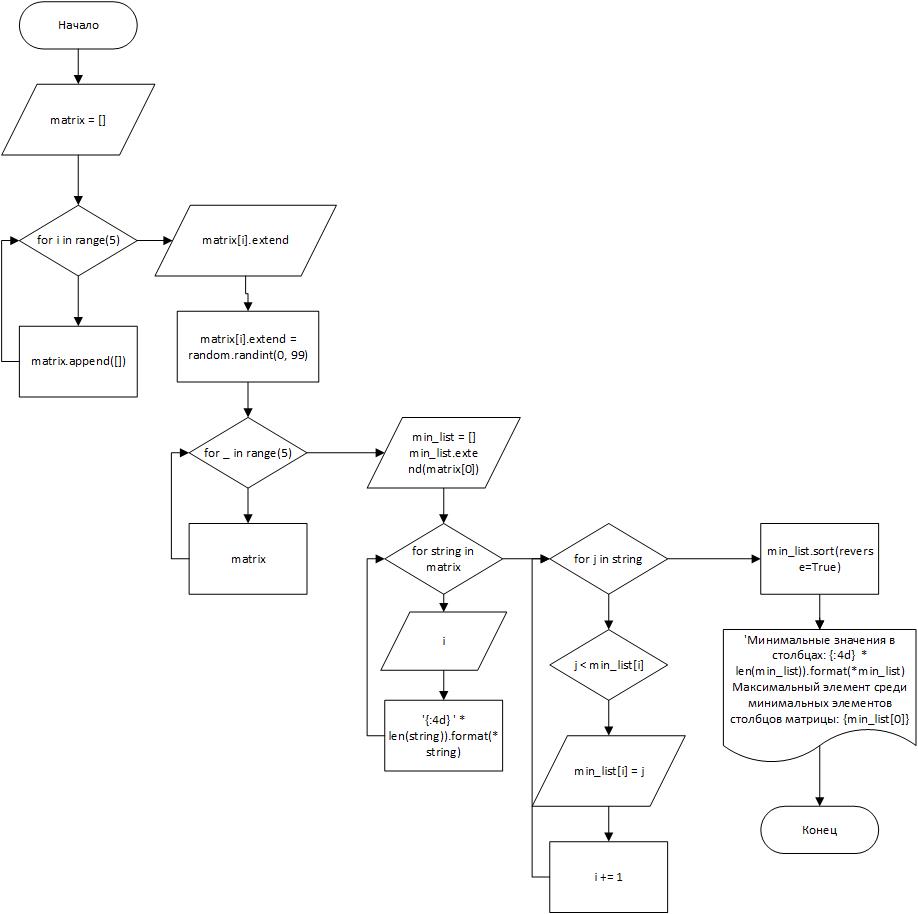 Начало
matrix = []
for i in range(5)
matrix[i].extend
matrix.append([])
matrix[i].extend =
random.randint(0, 99)
for _ in range(5)
matrix
min_list = []
min_list.exte
nd(matrix[0])
for string in
matrix
i
'{:4d} ' *
len(string)).format(*
string)
for j in string
j < min_list[i]
min_list[i] = j
i += 1
min_list.sort(revers
e=True)
'Минимальные значения в
столбцах: {:4d}  *
len(min_list)).format(*min_list)
Максимальный элемент среди
минимальных элементов
столбцов матрицы: {min_list[0]}
Конец